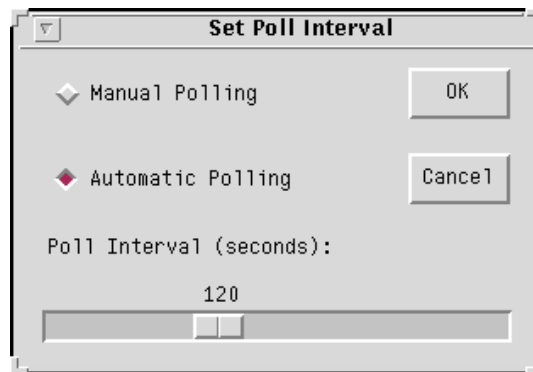 Set Poll Interval
Manual Polling
OK
Automatic Polling
Cancel
Poll Interval (seconds):
120